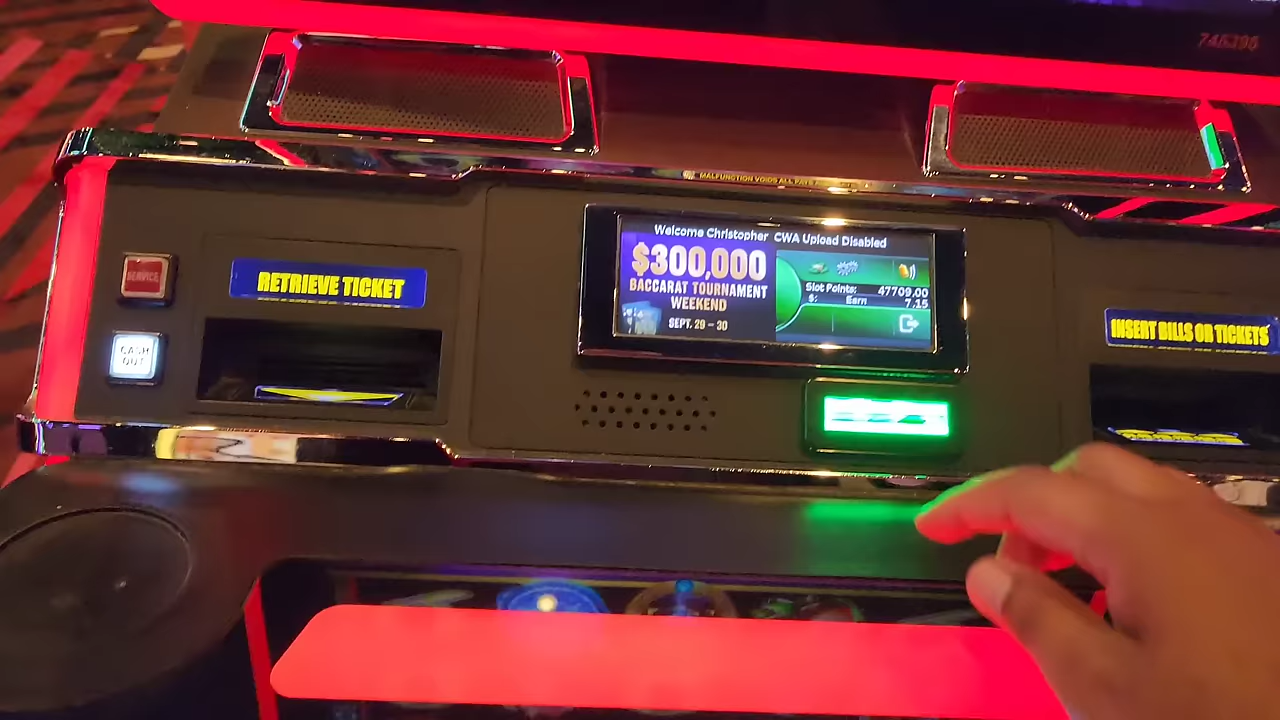 745395
MALFUNCTION VOIDS ALL PAYS
Welcome Christopher CWA Upload Disabled
$300,000
BACCARAT TOURNAMENT
WEEKEND
SEPT. 29 – 30
Slot Points: 47709.00
$: Earn 7.15
SERVICE
RETRIEVE TICKET
CASH
OUT
INSERT BILLS OR TICKETS